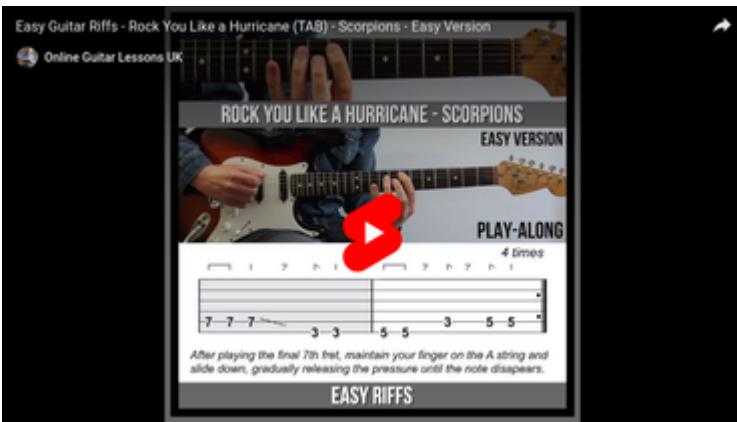 Easy Guitar Riffs - Rock You Like a Hurricane (TAB) - Scorpions - Easy Version
Online Guitar Lessons UK
ROCK YOU LIKE A HURRICANE - SCORPIONS
EASY VERSION
PLAY-ALONG
4 times
7 7 7 3 3 5 5 3 5 5
After playing the final 7th fret, maintain your finger on the A string and
slide down, gradually releasing the pressure until the note disapears.
EASY RIFFS